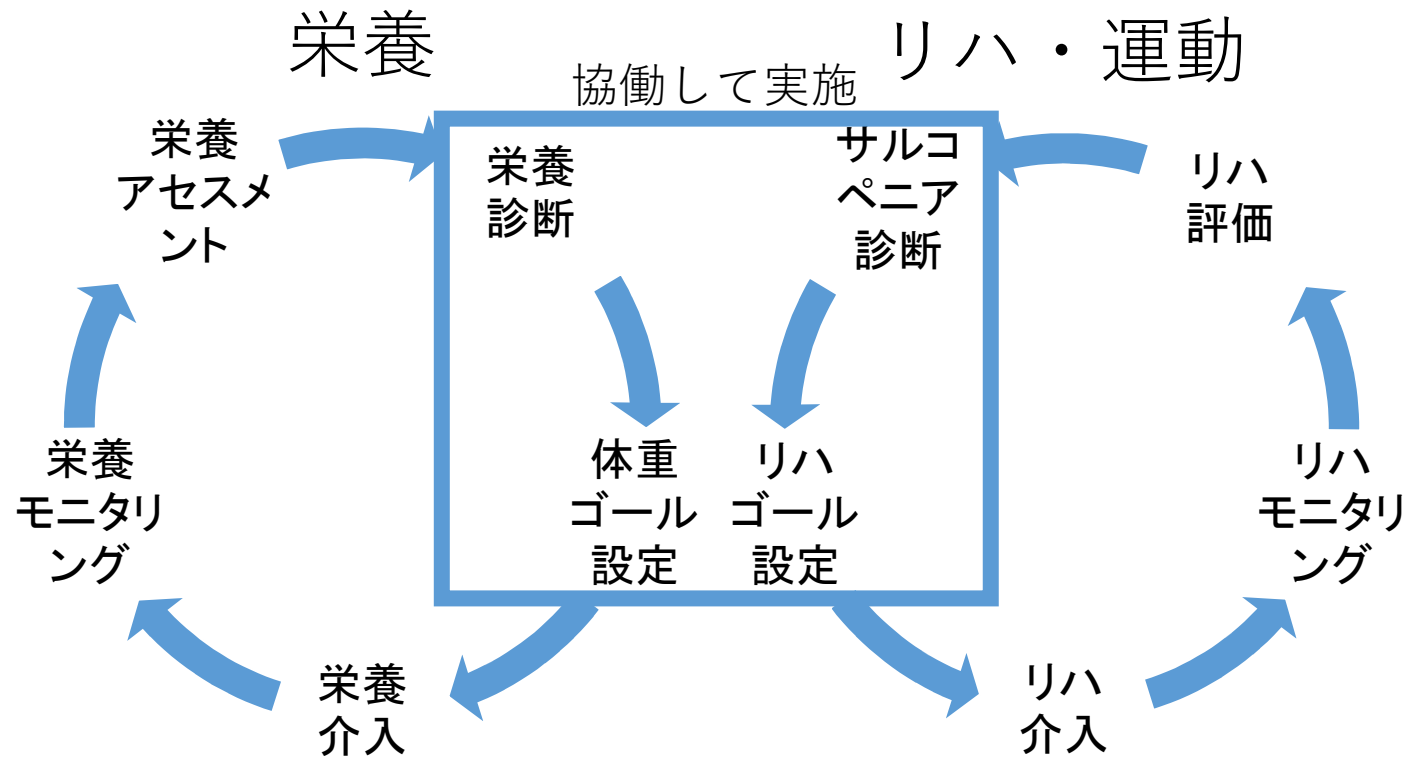 栄養
リハ・運動
協働して実施
栄養
アセスメ
ント
栄養
診断
サルコ
ペニア
診断
リハ
評価
栄養
モニタリ
ング
体重
ゴール
設定
リハ
ゴール
設定
リハ
モニタリ
ング
栄養
介入
リハ
介入